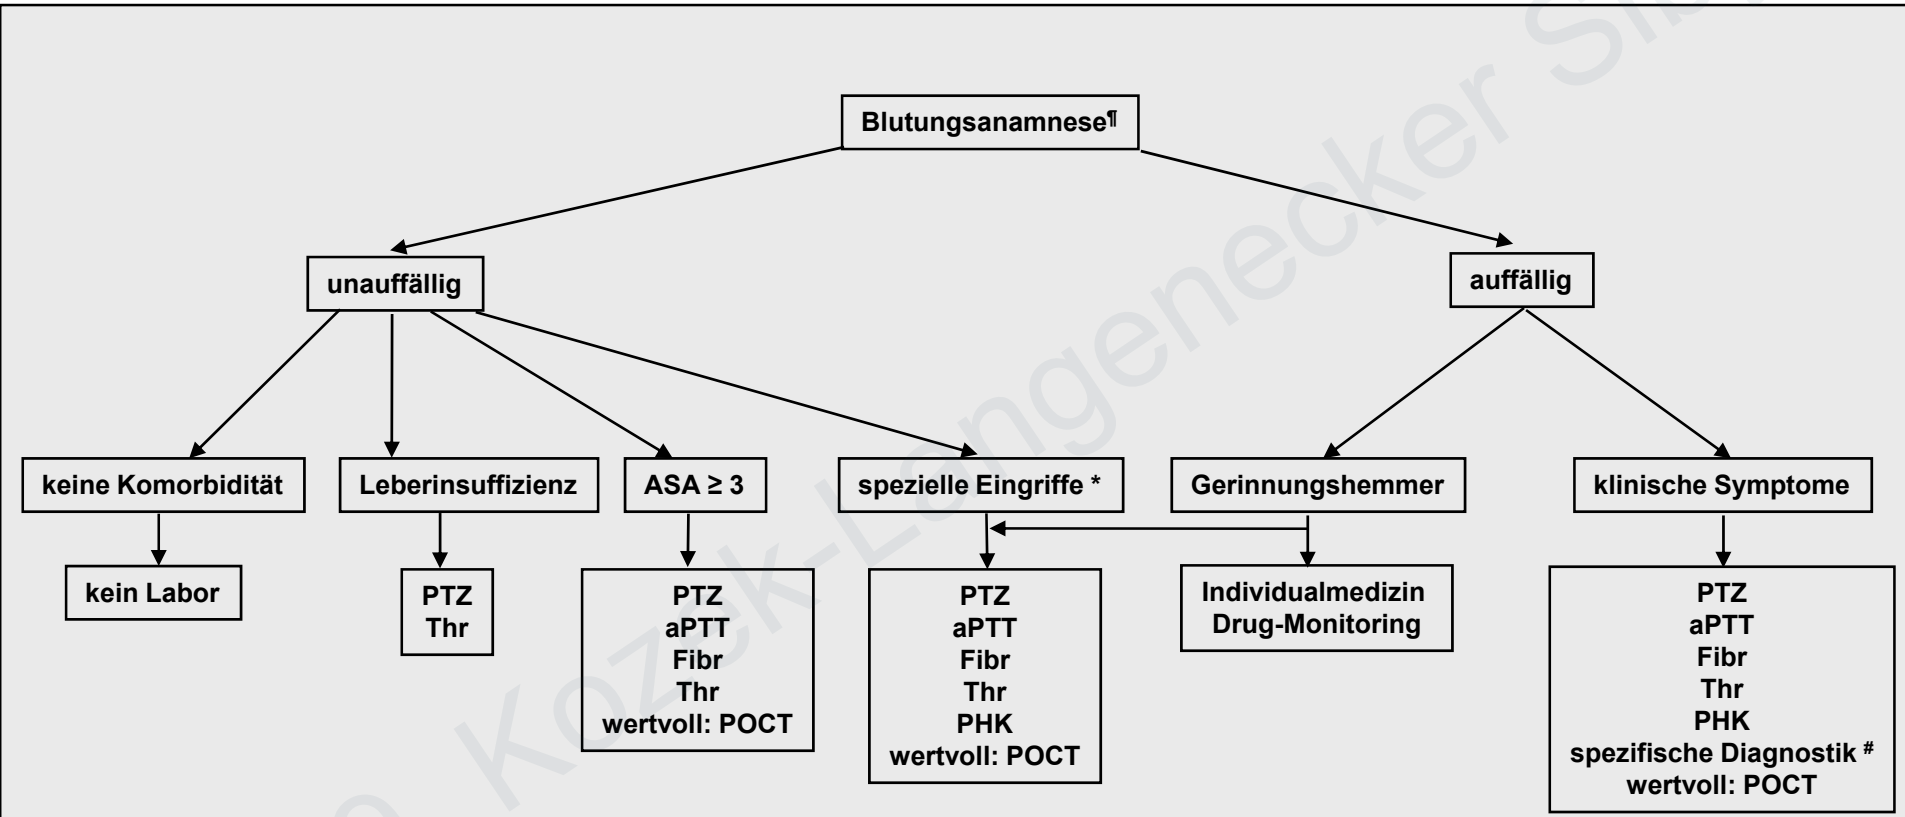 Blutungsanamnese¶
unauffällig
auffällig
keine Komorbidität
Leberinsuffizienz
ASA ≥ 3
spezielle Eingriffe *
Gerinnungshemmer
klinische Symptome
kein Labor
PTZ
Thr
PTZ
aPTT
Fibr
Thr
wertvoll: POCT
PTZ
aPTT
Fibr
Thr
PHK
wertvoll: POCT
Individualmedizin
Drug-Monitoring
PTZ
aPTT
Fibr
Thr
PHK
spezifische Diagnostik #
wertvoll: POCT
Kozek-Langenecker